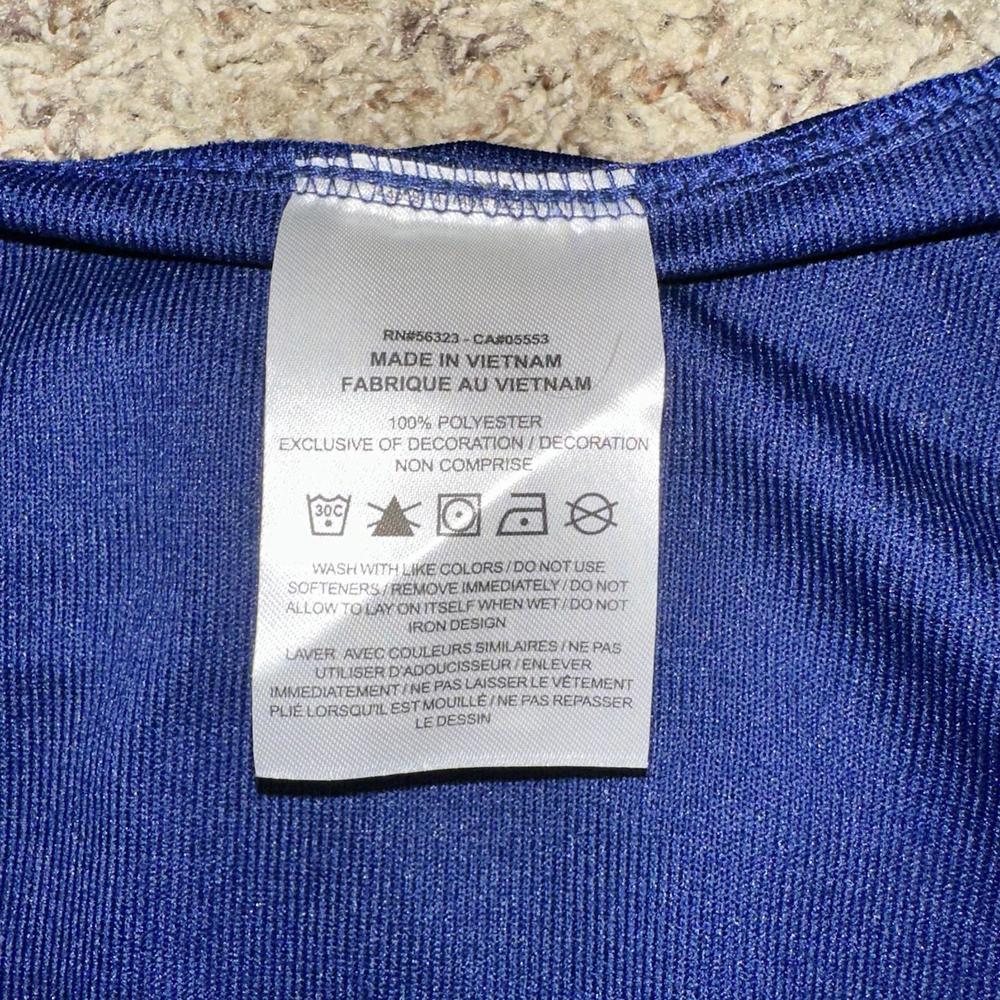 RN#56323 - CA#05553
MADE IN VIETNAM
FABRIQUE AU VIETNAM
100% POLYESTER
EXCLUSIVE OF DECORATION / DECORATION
NON COMPRISE
30C
WASH WITH LIKE COLORS / DO NOT USE
SOFTENERS / REMOVE IMMEDIATELY / DO NOT
ALLOW TO LAY ON ITSELF WHEN WET / DO NOT
IRON DESIGN
LAVER AVEC COULEURS SIMILAIRES / NE PAS
UTILISER D'ADOUCISSEUR / ENLEVER
IMMEDIATEMENT / NE PAS LAISSER LE VÊTEMENT
PLIÉ LORSQU'IL EST MOUILLÉ / NE PAS REPASSER
LE DESSIN